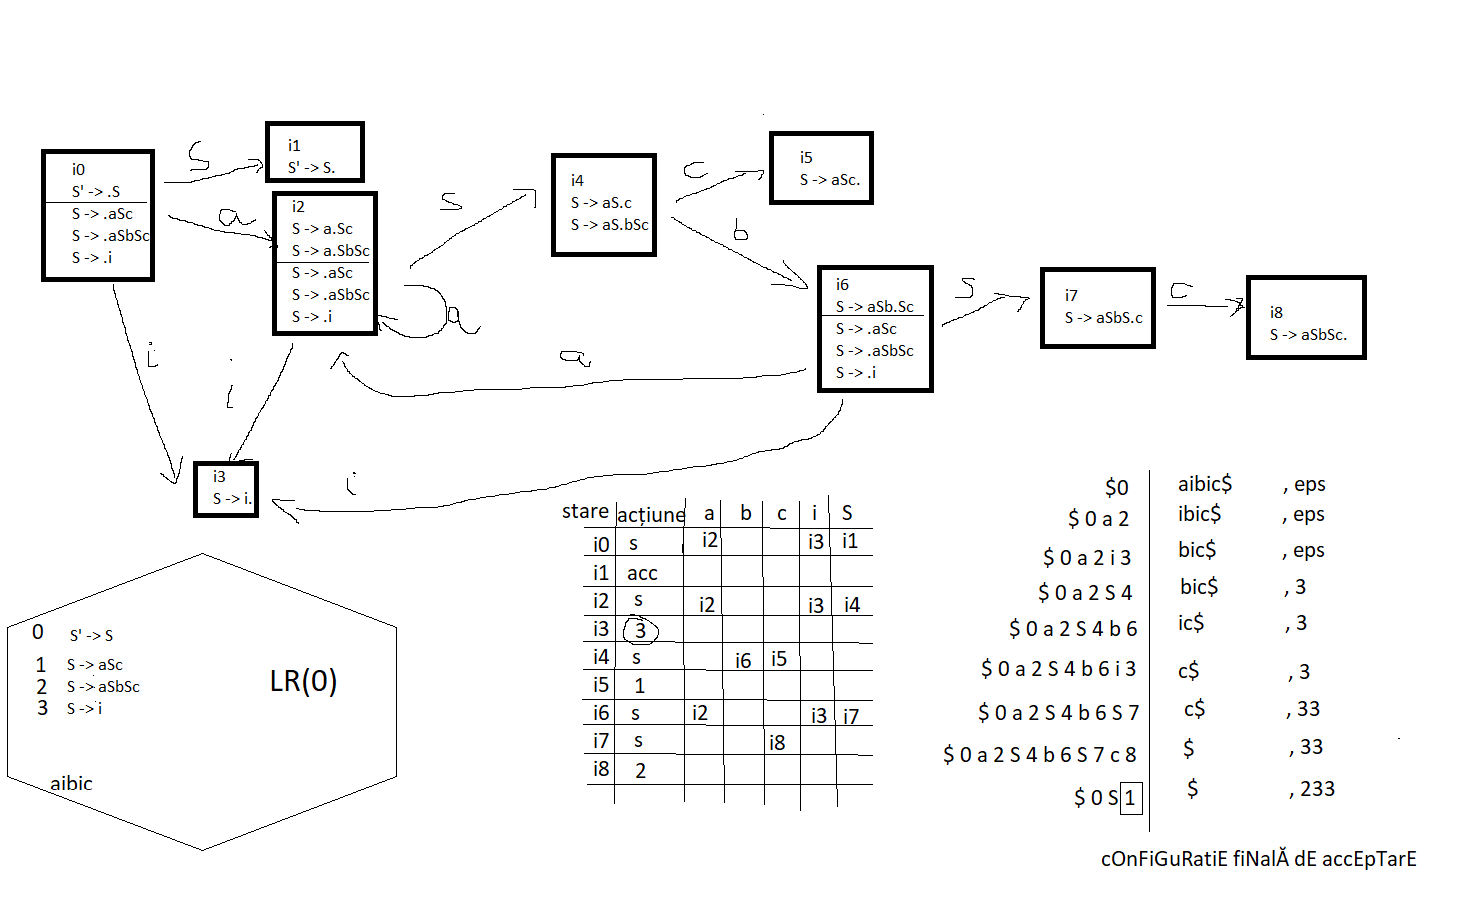 i0
S' -> .S
S -> .aSc
S -> .aSbSc
S -> .i
S
a
i
i1
S' -> S.
i2
S -> a.Sc
S -> a.SbSc
S -> .aSc
S -> .aSbSc
S -> .i
a
i
S
i3
S -> i.
i4
S -> aS.c
S -> aS.bSc
c
b
i5
S -> aSc.
i6
S -> aSb.Sc
S -> .aSc
S -> .aSbSc
S -> .i
S
a
i
i7
S -> aSbS.c
c
i8
S -> aSbSc.
0 S' -> S
1 S -> aSc
2 S -> aSbSc
3 S -> i
LR(0)
aibic
stare acțiune a b c i S
i0 s i2 i3 i1
i1 acc
i2 s i2 i3 i4
i3 3
i4 s i6 i5
i5 1
i6 s i2 i3 i7
i7 s i8
i8 2
$0 aibic$ , eps
$ 0 a 2 ibic$ , eps
$ 0 a 2 i 3 bic$ , eps
$ 0 a 2 S 4 bic$ , 3
$ 0 a 2 S 4 b 6 ic$ , 3
$ 0 a 2 S 4 b 6 i 3 c$ , 3
$ 0 a 2 S 4 b 6 S 7 c$ , 33
$ 0 a 2 S 4 b 6 S 7 c 8 $ , 33
$ 0 S 1 $ , 233
cOnFiGuRatiE fiNalĂ dE accEpTarE